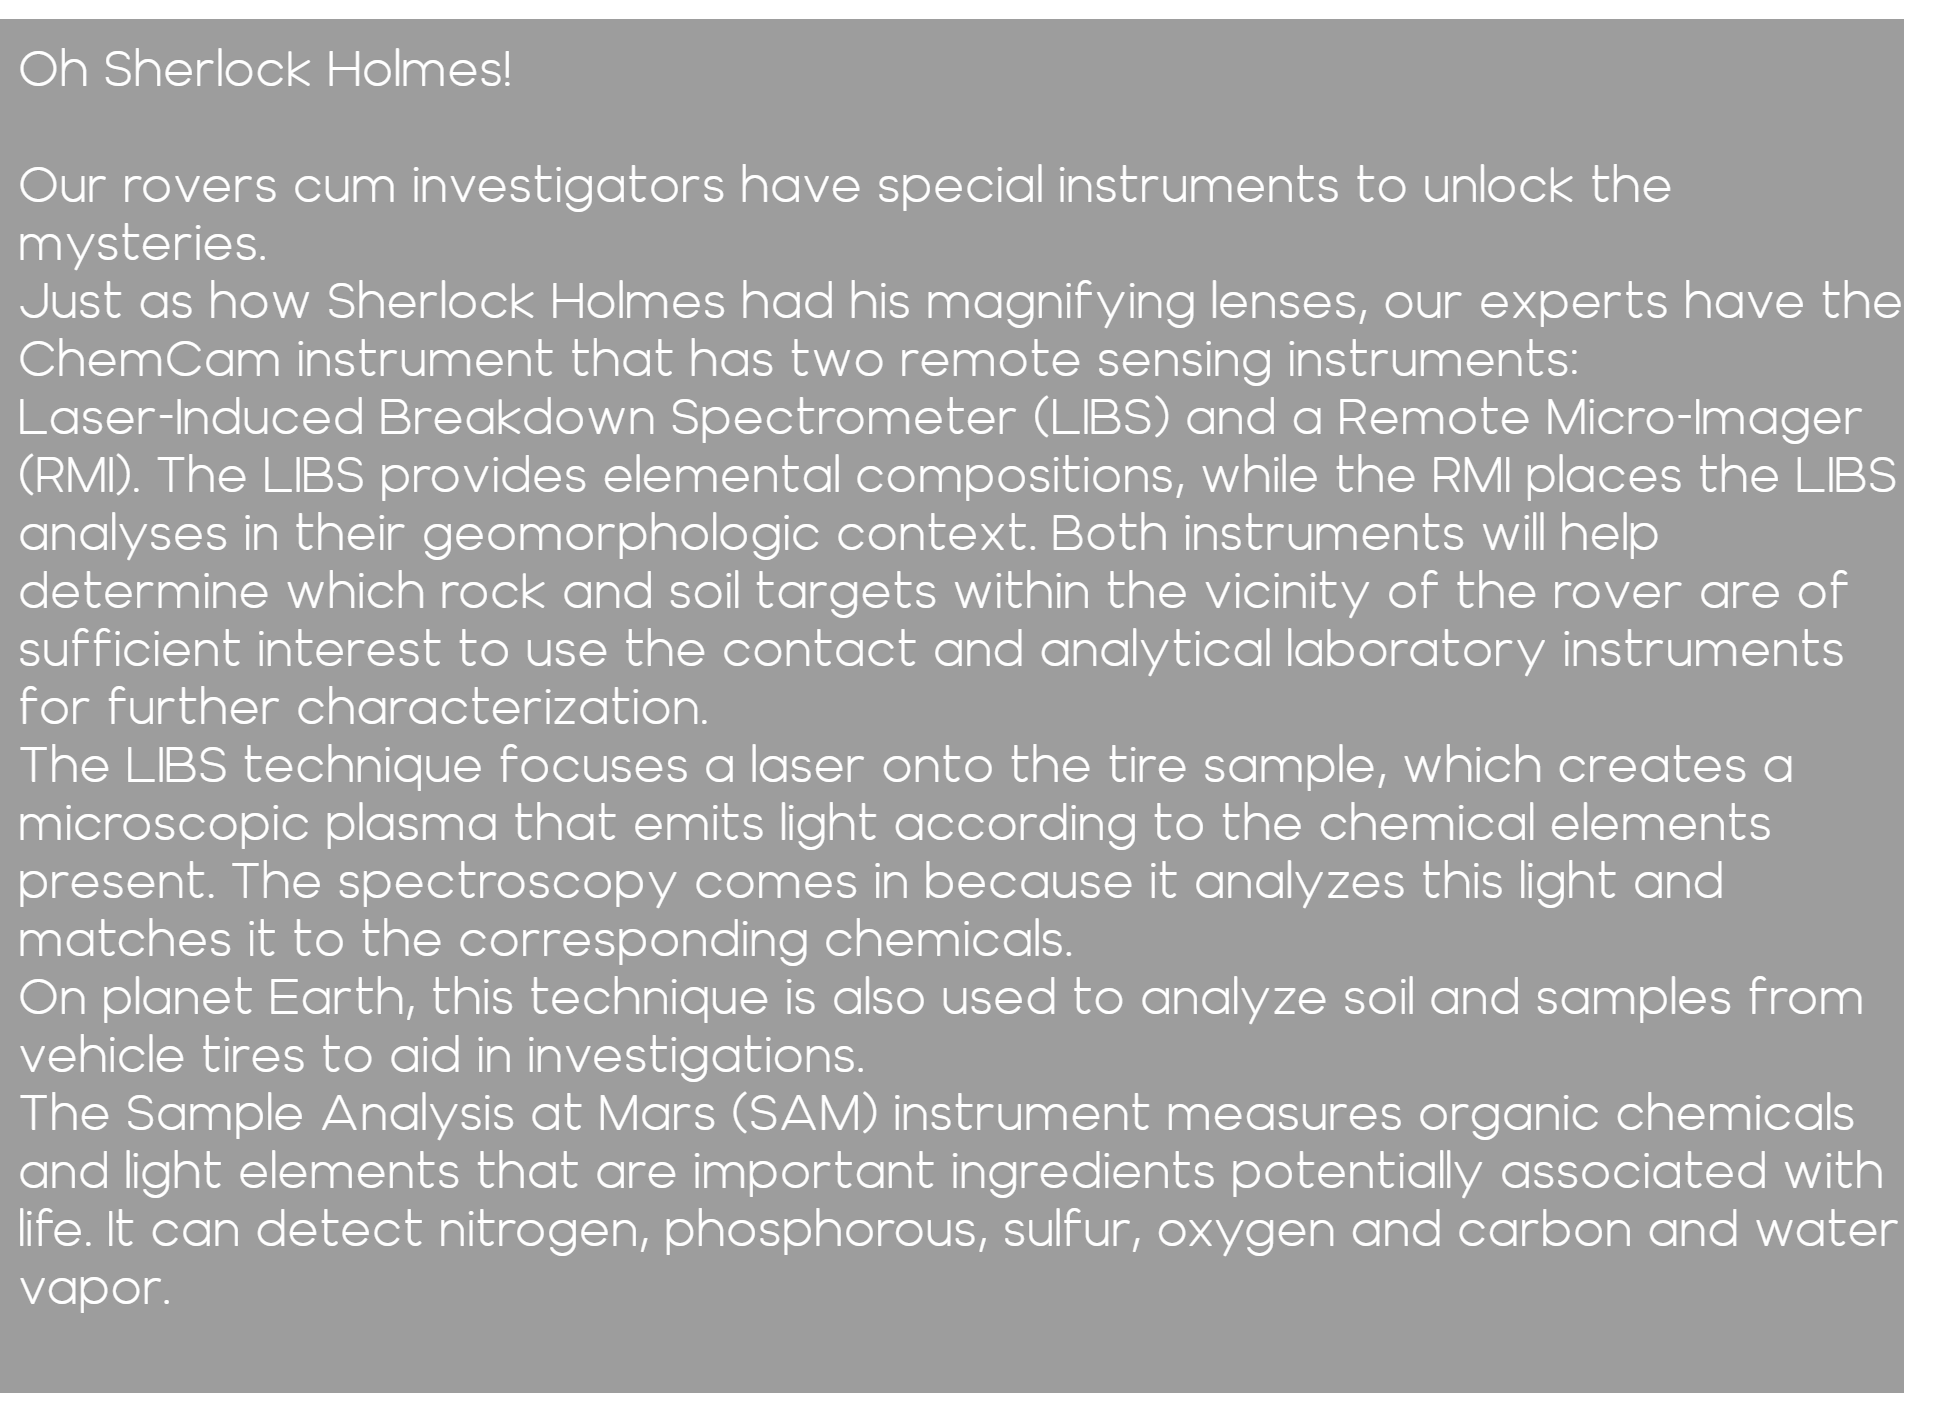 Oh Sherlock Holmes!
Our rovers cum investigators have special instruments to unlock the
mysteries.
Just as how Sherlock Holmes had his magnifying lenses, our experts have the
ChemCam instrument that has two remote sensing instruments:
Laser-Induced Breakdown Spectrometer (LIBS) and a Remote Micro-Imager
(RMI). The LIBS provides elemental compositions, while the RMI places the LIBS
analyses in their geomorphologic context. Both instruments will help
determine which rock and soil targets within the vicinity of the rover are of
sufficient interest to use the contact and analytical laboratory instruments
for further characterization.
The LIBS technique focuses a laser onto the tire sample, which creates a
microscopic plasma that emits light according to the chemical elements
present. The spectroscopy comes in because it analyzes this light and
matches it to the corresponding chemicals.
On planet Earth, this technique is also used to analyze soil and samples from
vehicle tires to aid in investigations.
The Sample Analysis at Mars (SAM) instrument measures organic chemicals
and light elements that are important ingredients potentially associated with
life. It can detect nitrogen, phosphorous, sulfur, oxygen and carbon and water
vapor.